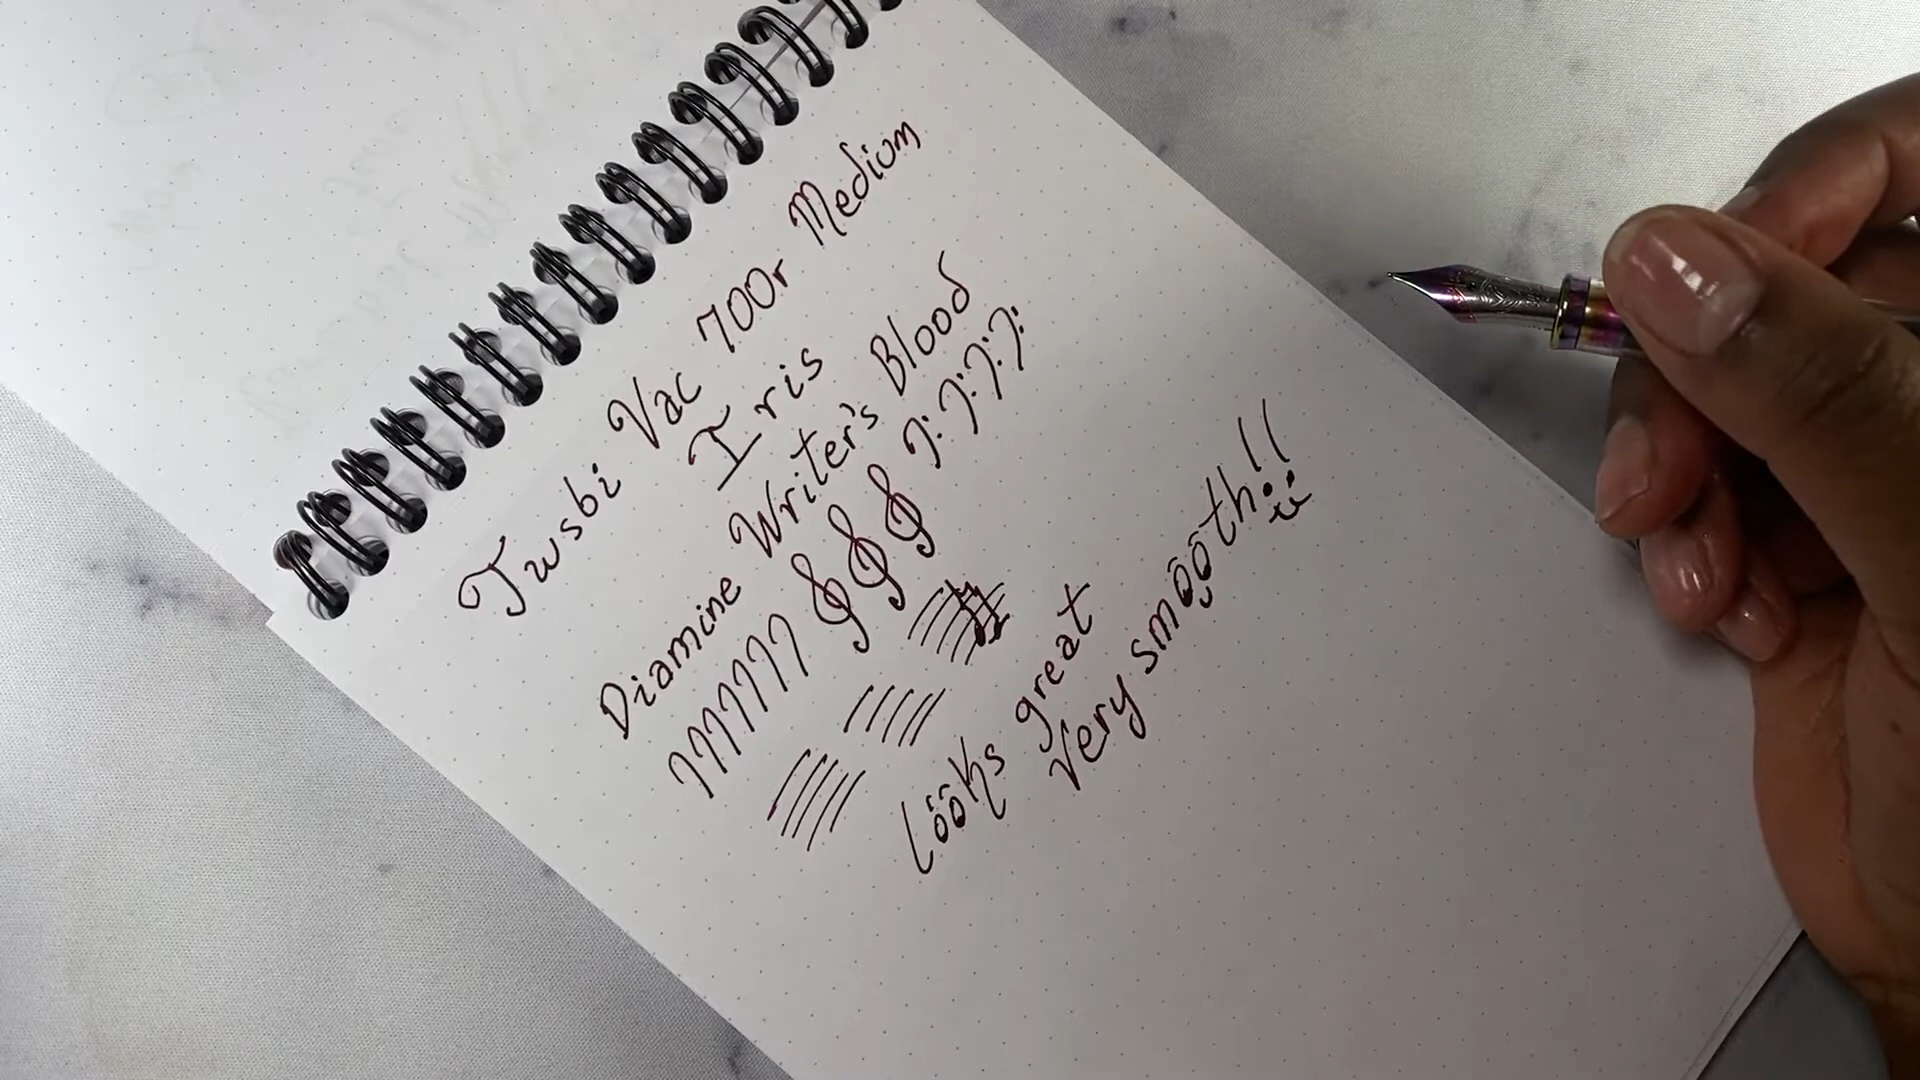 Twsbi Vac 700r Medium
Iris
Diamine Writer's Blood
Looks great
Very smooth!!